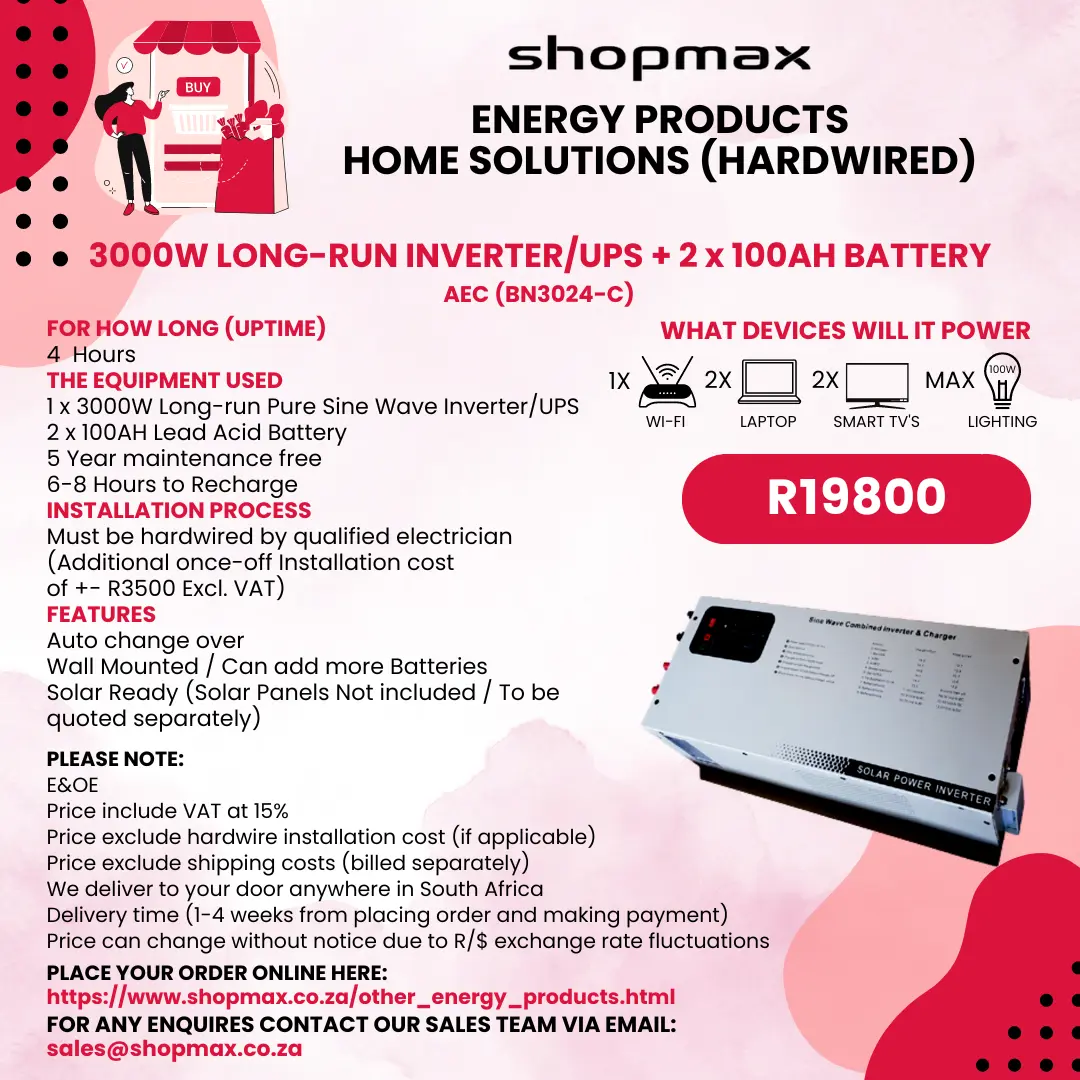 BUY
shopmax
ENERGY PRODUCTS
HOME SOLUTIONS (HARDWIRED)
3000W LONG-RUN INVERTER/UPS + 2 x 100AH BATTERY
AEC (BN3024-C)
FOR HOW LONG (UPTIME)
4 Hours
THE EQUIPMENT USED
1 x 3000W Long-run Pure Sine Wave Inverter/UPS
2 x 100AH Lead Acid Battery
5 Year maintenance free
6-8 Hours to Recharge
INSTALLATION PROCESS
Must be hardwired by qualified electrician
(Additional once-off Installation cost
of +- R3500 Excl. VAT)
FEATURES
Auto change over
Wall Mounted / Can add more Batteries
Solar Ready (Solar Panels Not included / To be
quoted separately)
WHAT DEVICES WILL IT POWER
1X 2X 2X MAX 100W
WI-FI LAPTOP SMART TV'S LIGHTING
R19800
Sine Wave Combined Inverter & Charger
SOLAR POWER INVERTER
PLEASE NOTE:
E&OE
Price include VAT at 15%
Price exclude hardwire installation cost (if applicable)
Price exclude shipping costs (billed separately)
We deliver to your door anywhere in South Africa
Delivery time (1-4 weeks from placing order and making payment)
Price can change without notice due to R/$ exchange rate fluctuations
PLACE YOUR ORDER ONLINE HERE:
https://www.shopmax.co.za/other_energy_products.html
FOR ANY ENQUIRES CONTACT OUR SALES TEAM VIA EMAIL:
sales@shopmax.co.za